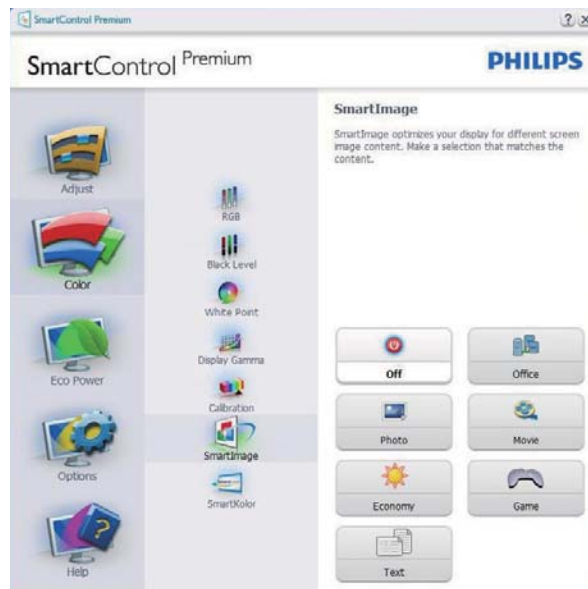 SmartControl Premium
? x
SmartControl Premium
PHILIPS
Adjust
Color
Eco Power
Options
Help
RGB
Black Level
White Point
Display Gamma
Calibration
SmartImage
SmartKolor
SmartImage
SmartImage optimizes your display for different screen
image content. Make a selection that matches the
content.
Off
Office
Photo
Movie
Economy
Game
Text